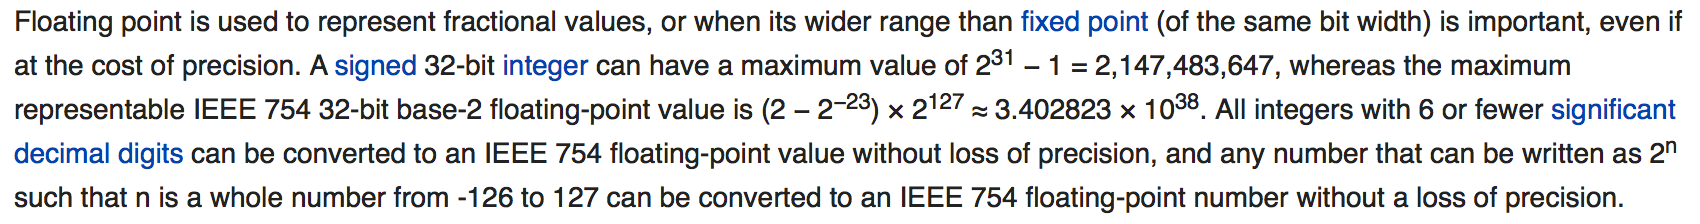 Floating point is used to represent fractional values, or when its wider range than fixed point (of the same bit width) is important, even if
at the cost of precision. A signed 32-bit integer can have a maximum value of 2³¹ − 1 = 2,147,483,647, whereas the maximum
representable IEEE 754 32-bit base-2 floating-point value is (2 − 2⁻²³) × 2¹²⁷ ≈ 3.402823 × 10³⁸. All integers with 6 or fewer significant
decimal digits can be converted to an IEEE 754 floating-point value without loss of precision, and any number that can be written as 2ⁿ
such that n is a whole number from -126 to 127 can be converted to an IEEE 754 floating-point number without a loss of precision.